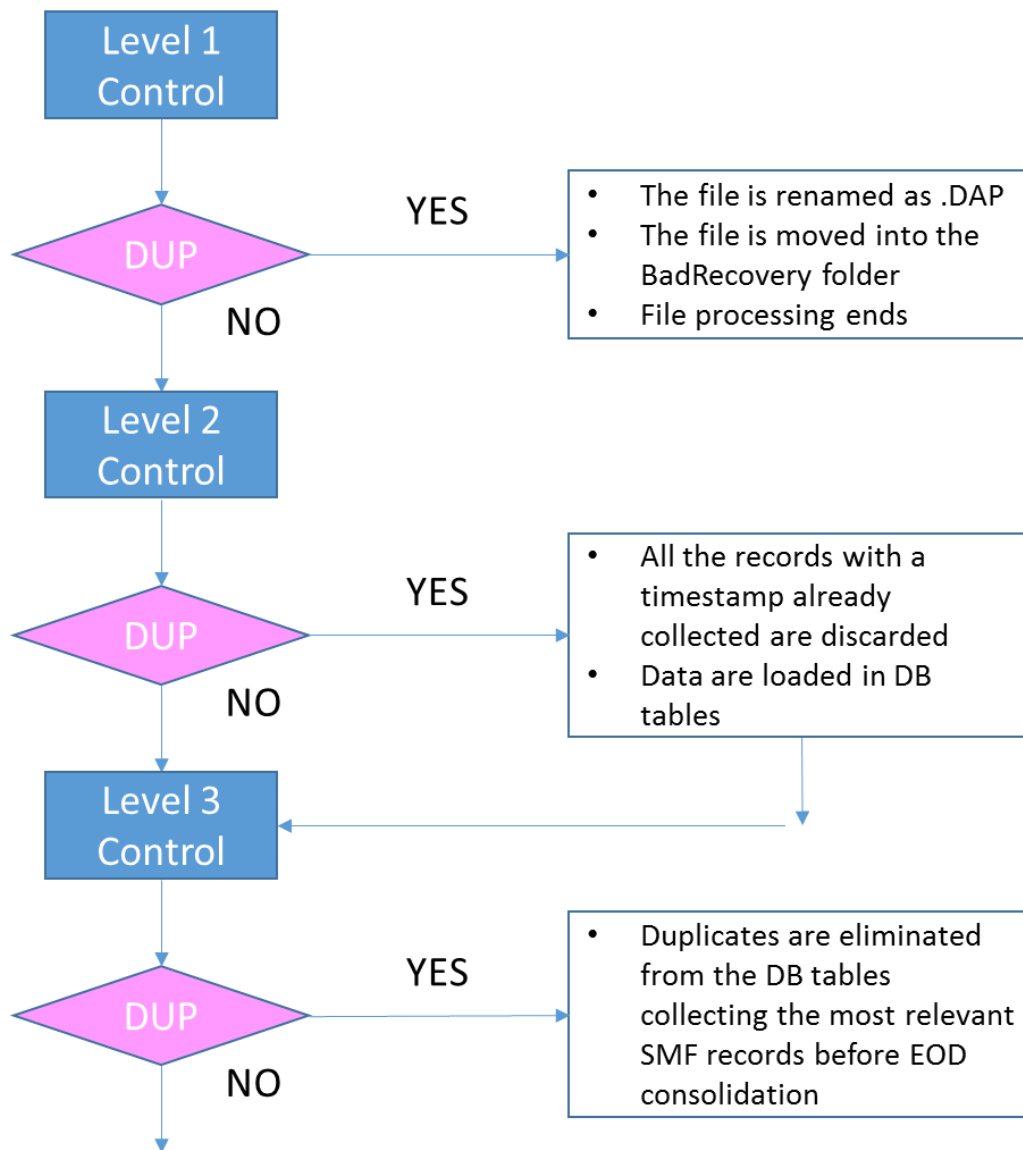 Level 1
Control
DUP
YES
NO
• The file is renamed as .DAP
• The file is moved into the
BadRecovery folder
• File processing ends
Level 2
Control
DUP
YES
NO
• All the records with a
timestamp already
collected are discarded
• Data are loaded in DB
tables
Level 3
Control
DUP
YES
NO
• Duplicates are eliminated
from the DB tables
collecting the most relevant
SMF records before EOD
consolidation